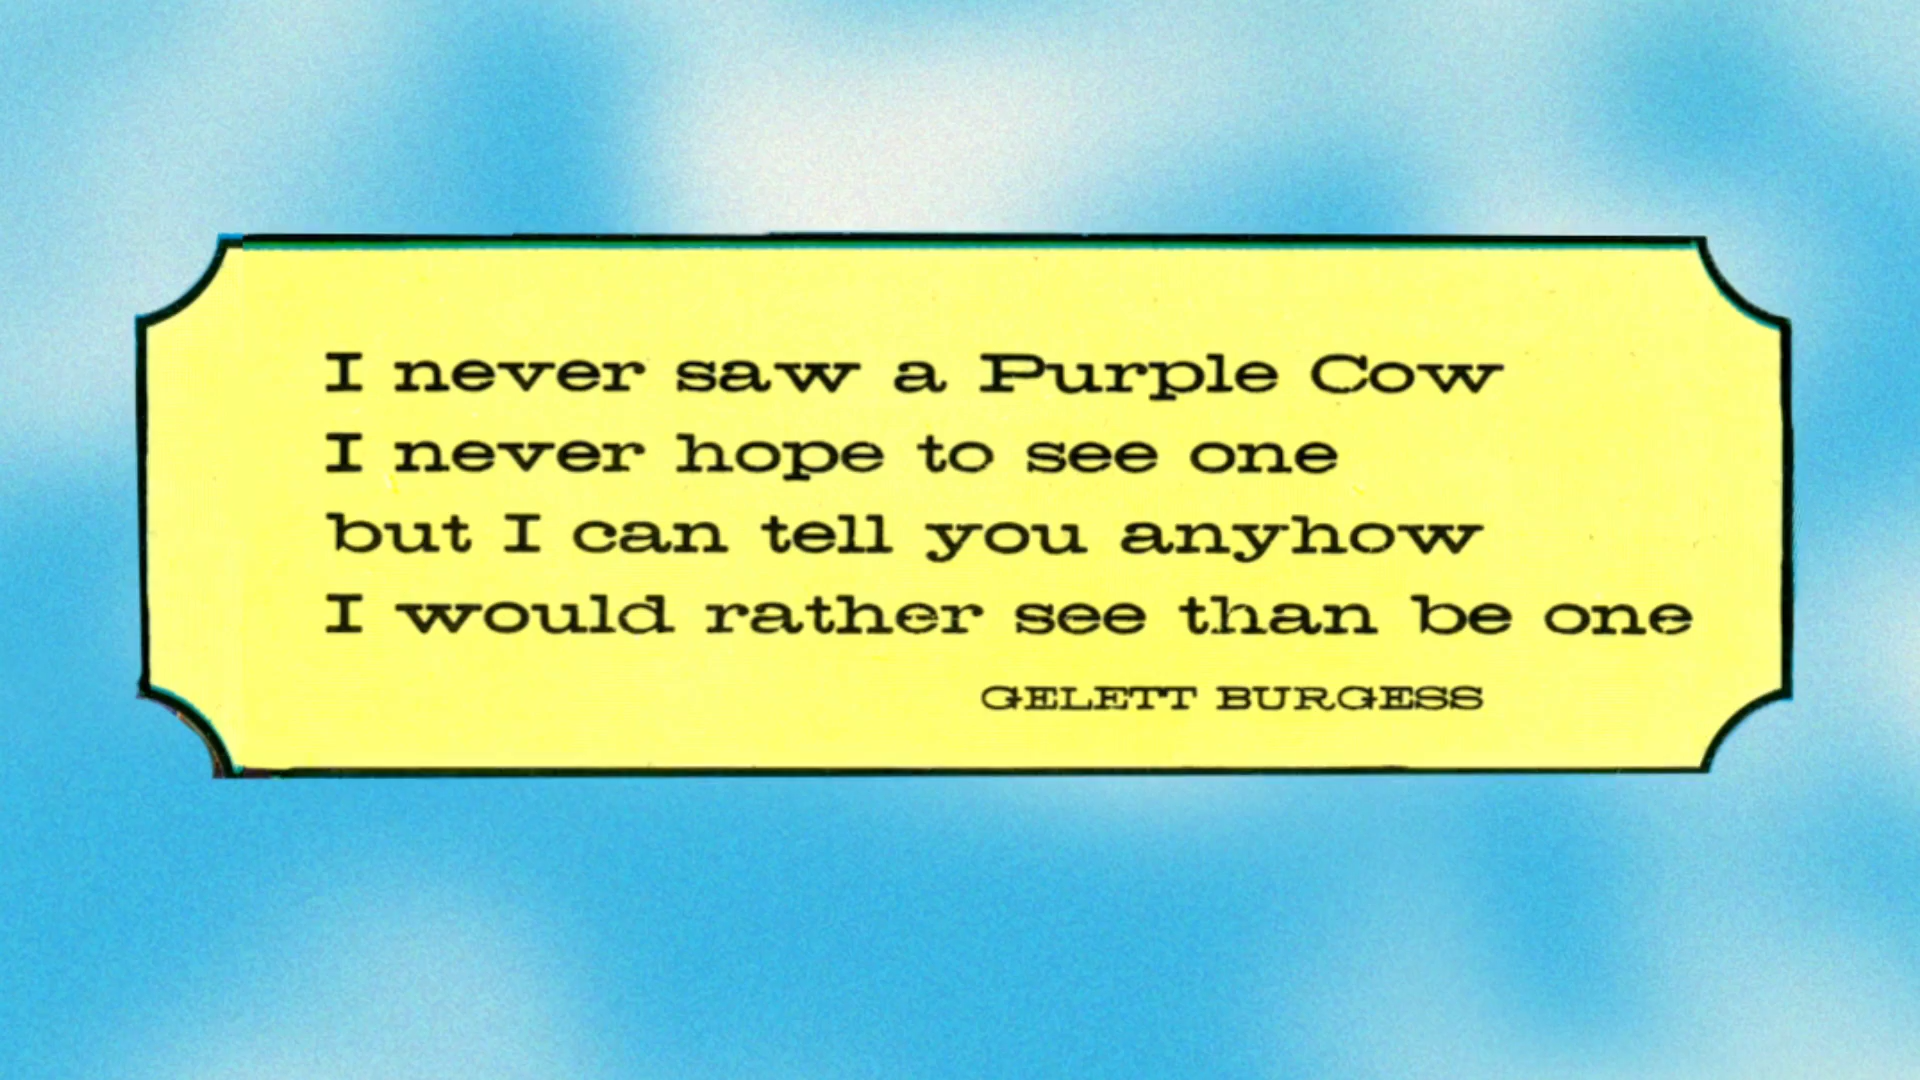 I never saw a Purple Cow
I never hope to see one
but I can tell you anyhow
I would rather see than be one
GELETT BURGESS